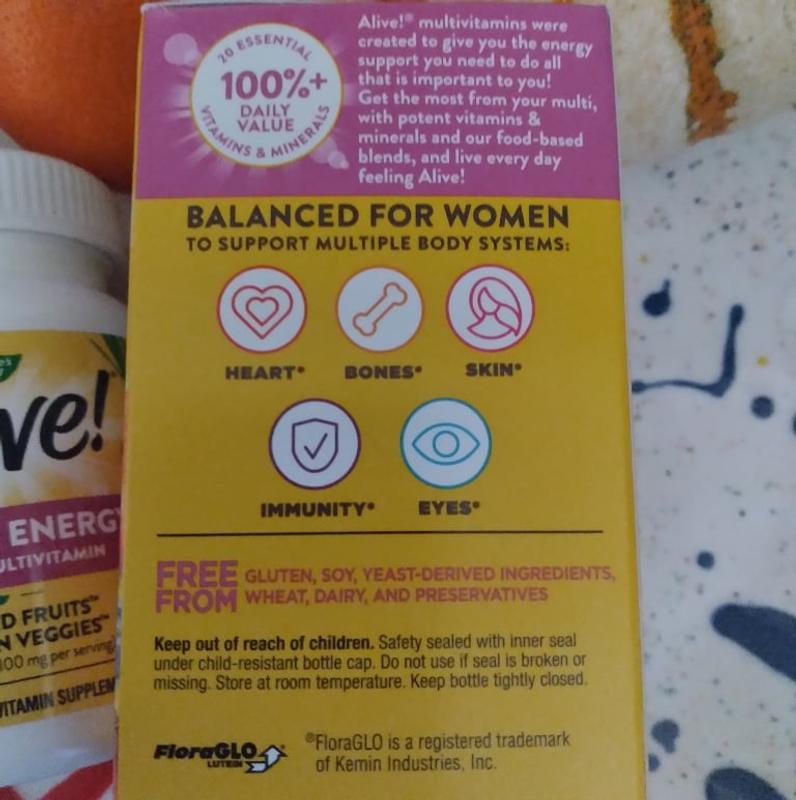 Alive!® multivitamins were
created to give you the energy
support you need to do all
that is important to you!
Get the most from your multi,
with potent vitamins &
minerals and our food-based
blends, and live every day
feeling Alive!
20 ESSENTIAL
100%+
DAILY
VALUE
VITAMINS & MINERALS
BALANCED FOR WOMEN
TO SUPPORT MULTIPLE BODY SYSTEMS:
HEART•
BONES•
SKIN•
IMMUNITY•
EYES•
FREE FROM
GLUTEN, SOY, YEAST-DERIVED INGREDIENTS,
WHEAT, DAIRY, AND PRESERVATIVES
Keep out of reach of children. Safety sealed with inner seal
under child-resistant bottle cap. Do not use if seal is broken or
missing. Store at room temperature. Keep bottle tightly closed.
FloraGLO®
LUTEIN
®FloraGLO is a registered trademark
of Kemin Industries, Inc.
ve!
ENERGY
ULTIVITAMIN
D FRUITS™
N VEGGIES™
100 mg per serving
VITAMIN SUPPLEM